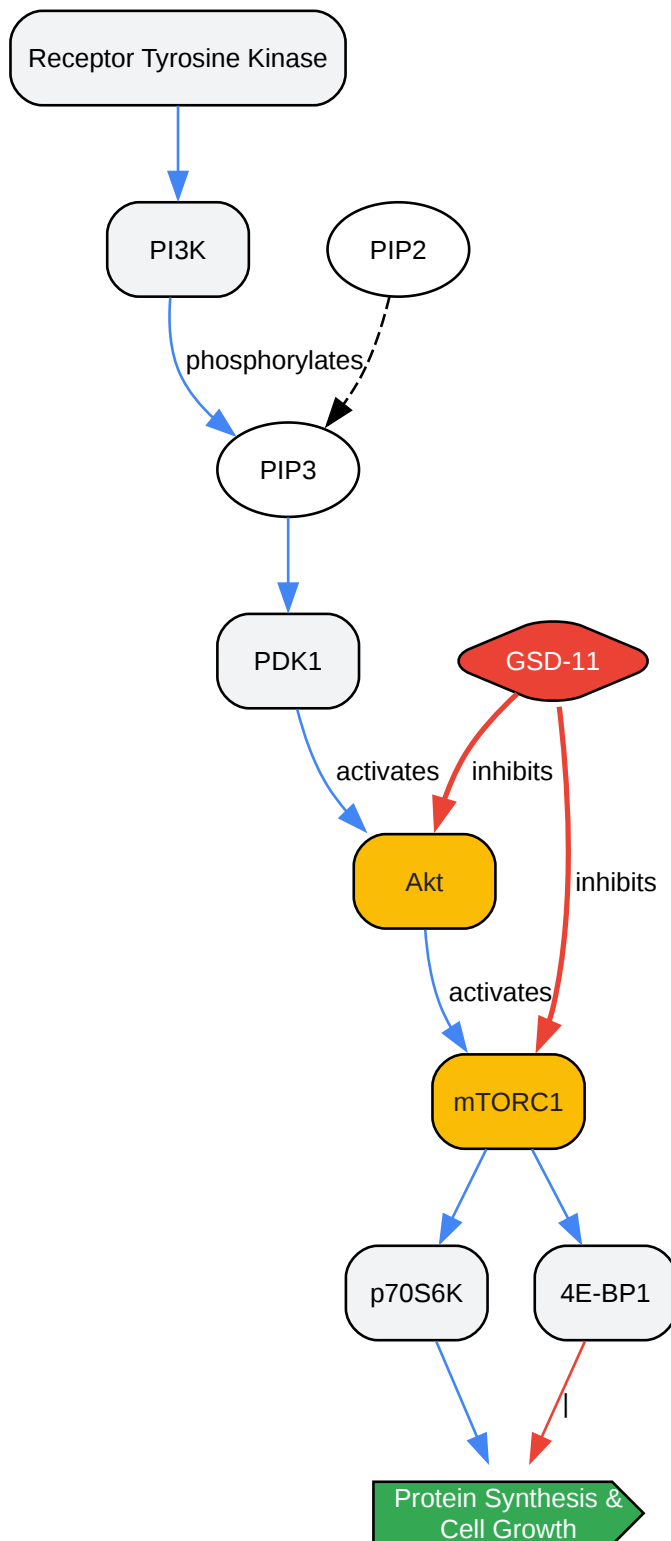 Receptor Tyrosine Kinase
PI3K
PIP2
phosphorylates
PIP3
PDK1
GSD-11
activates
inhibits
Akt
inhibits
activates
mTORC1
p70S6K
4E-BP1
|
Protein Synthesis &
Cell Growth